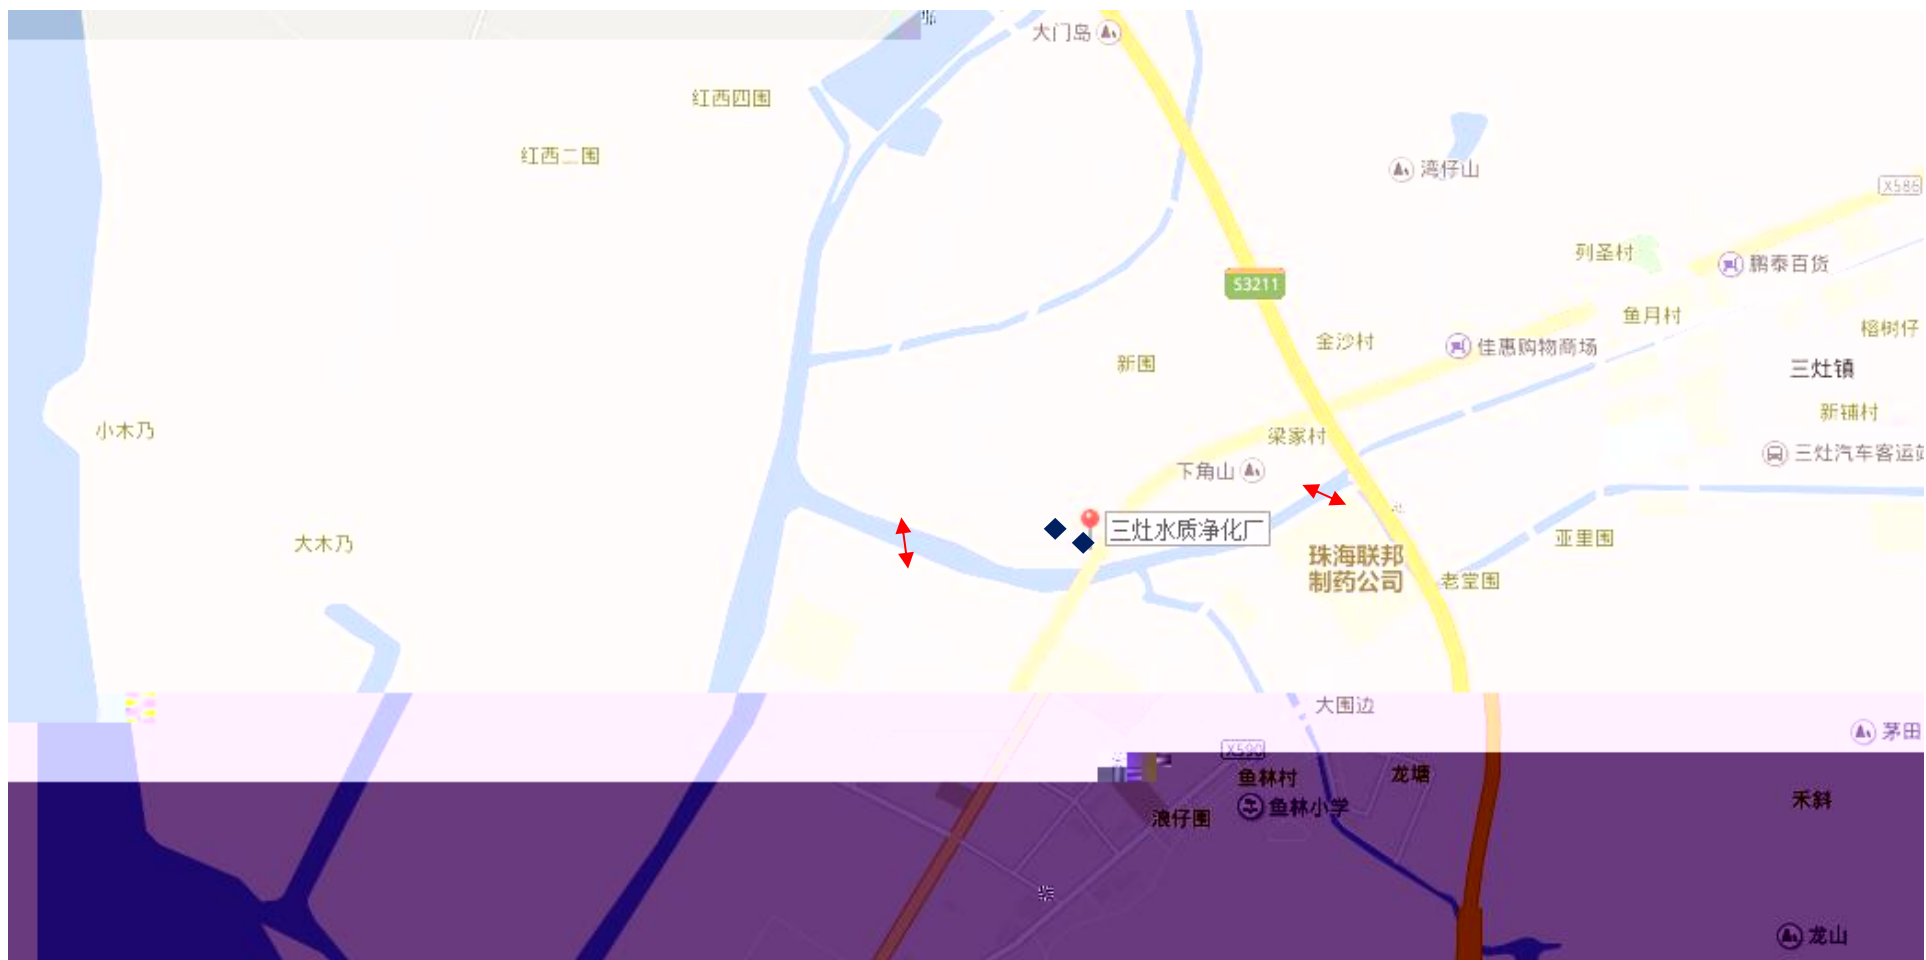 大门岛
红西四围
红西二围
湾仔山
X586
列圣村
鹏泰百货
S3211
鱼月村
榕树仔
金沙村
佳惠购物商场
新围
三灶镇
新铺村
小木乃
梁家村
三灶汽车客运站
下角山
三灶水质净化厂
大木乃
亚里围
珠海联邦
制药公司
老堂围
大围边
茅田
X590
鱼林村
龙塘
禾斜
鱼林小学
浪仔围
龙山